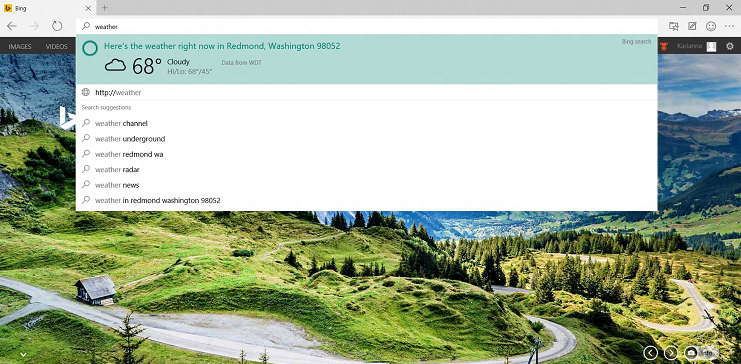 Bing
weather
IMAGES
VIDEOS
Here's the weather right now in Redmond, Washington 98052
Bing search
68°
Cloudy
Hi/Lo: 68°/45°
Data from WDT
Karianna
http://weather
Search suggestions
weather channel
weather underground
weather redmond wa
weather radar
weather news
weather in redmond washington 98052
Info